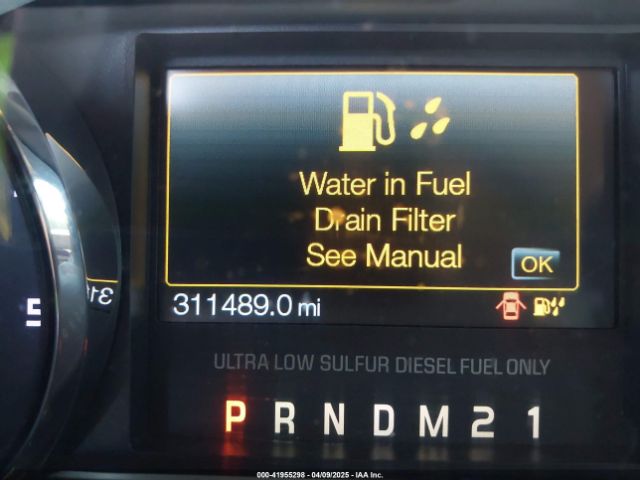 Water in Fuel
Drain Filter
See Manual
OK
311489.0 mi
ULTRA LOW SULFUR DIESEL FUEL ONLY
P R N D M 2 1
000-41955298 - 04/09/2025 - IAA Inc.